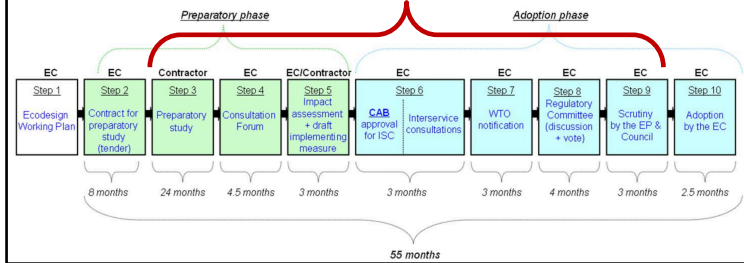 Preparatory phase
Adoption phase
EC
EC
Contractor
EC
EC/Contractor
EC
EC
EC
EC
EC
Step 1
Ecodesign
Working Plan
Step 2
Contract for
preparatory
study
(tender)
Step 3
Preparatory
study
Step 4
Consultation
Forum
Step 5
Impact
assessment
+ draft
implementing
measure
Step 6
CAB
approval
for ISC
Interservice
consultations
Step 7
WTO
notification
Step 8
Regulatory
Committee
(discussion
+ vote)
Step 9
Scrutiny
by the EP &
Council
Step 10
Adoption
by the EC
8 months
24 months
4.5 months
3 months
3 months
3 months
4 months
3 months
2.5 months
55 months